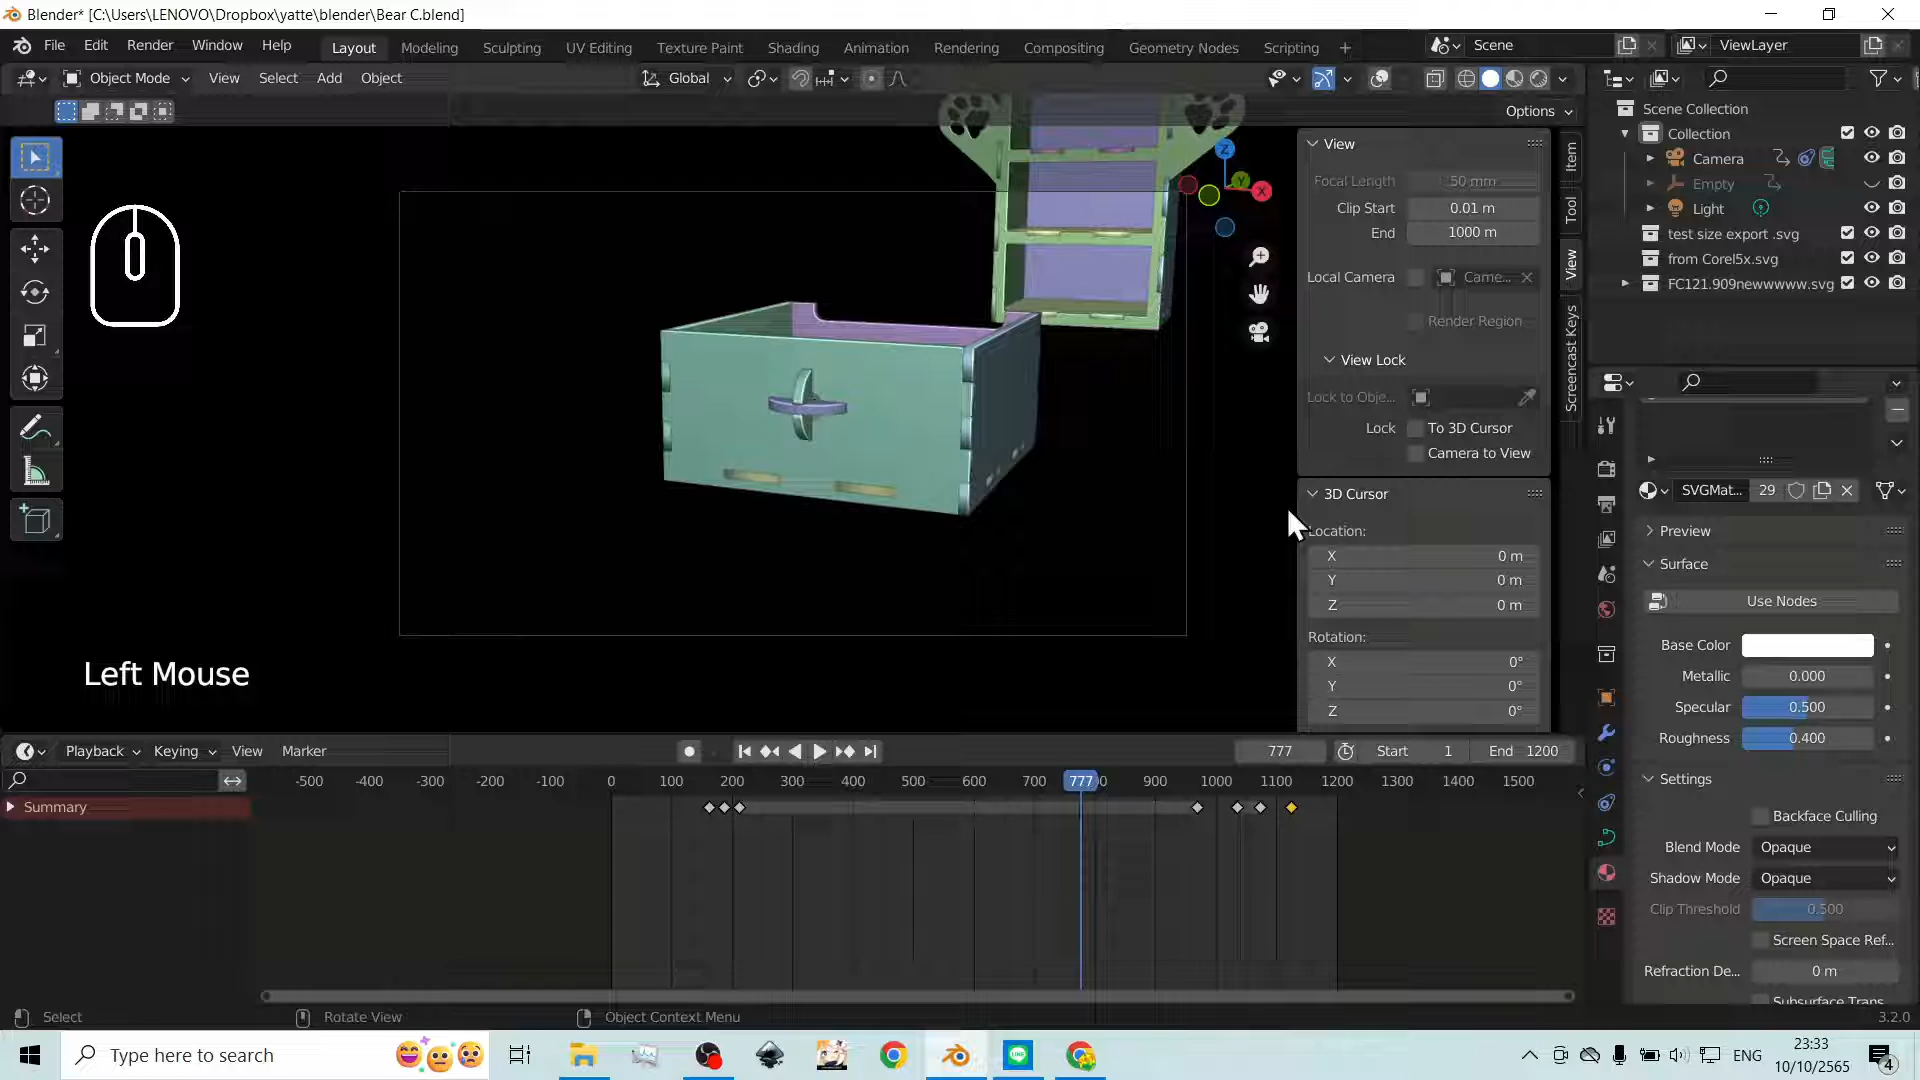 Blender* [C:\Users\LENOVO\Dropbox\yatte\blender\Bear C.blend]
File Edit Render Window Help Layout Modeling Sculpting UV Editing Texture Paint Shading Animation Rendering Compositing Geometry Nodes Scripting + Scene ViewLayer
Object Mode View Select Add Object Global
Options
View
Focal Length 50 mm
Clip Start 0.01 m
End 1000 m
Local Camera Came...
Render Region
View Lock
Lock to Obje...
Lock To 3D Cursor
Camera to View
3D Cursor
Location:
X 0 m
Y 0 m
Z 0 m
Rotation:
X 0°
Y 0°
Z 0°
Item
Tool
View
Screencast Keys
Z
Y
X
Left Mouse
Scene Collection
Collection
Camera
Empty
Light
test size export .svg
from Corel5x.svg
FC121.909newwwww.svg
SVGMat... 29
Preview
Surface
Use Nodes
Base Color
Metallic 0.000
Specular 0.500
Roughness 0.400
Settings
Backface Culling
Blend Mode Opaque
Shadow Mode Opaque
Clip Threshold 0.500
Screen Space Ref...
Refraction De... 0 m
Subsurface Trans
Playback Keying View Marker 777 Start 1 End 1200
-500 -400 -300 -200 -100 0 100 200 300 400 500 600 700 777 0 900 1000 1100 1200 1300 1400 1500
Summary
Select Rotate View Object Context Menu 3.2.0
Type here to search
ENG
23:33
10/10/2565
4